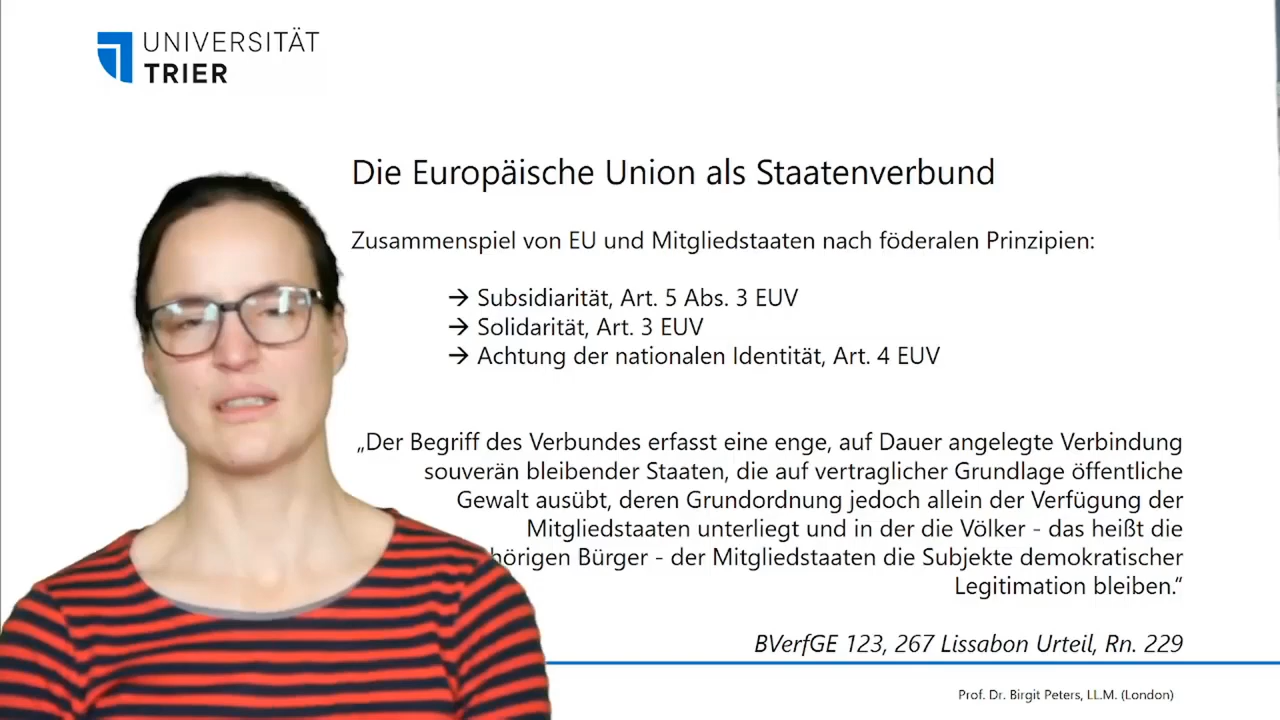 UNIVERSITÄT
TRIER
Die Europäische Union als Staatenverbund
Zusammenspiel von EU und Mitgliedstaaten nach föderalen Prinzipien:
→ Subsidiarität, Art. 5 Abs. 3 EUV
→ Solidarität, Art. 3 EUV
→ Achtung der nationalen Identität, Art. 4 EUV
„Der Begriff des Verbundes erfasst eine enge, auf Dauer angelegte Verbindung
souverän bleibender Staaten, die auf vertraglicher Grundlage öffentliche
Gewalt ausübt, deren Grundordnung jedoch allein der Verfügung der
Mitgliedstaaten unterliegt und in der die Völker - das heißt die
Bürger - der Mitgliedstaaten die Subjekte demokratischer
Legitimation bleiben.“
BVerfGE 123, 267 Lissabon Urteil, Rn. 229
Prof. Dr. Birgit Peters, LL.M. (London)